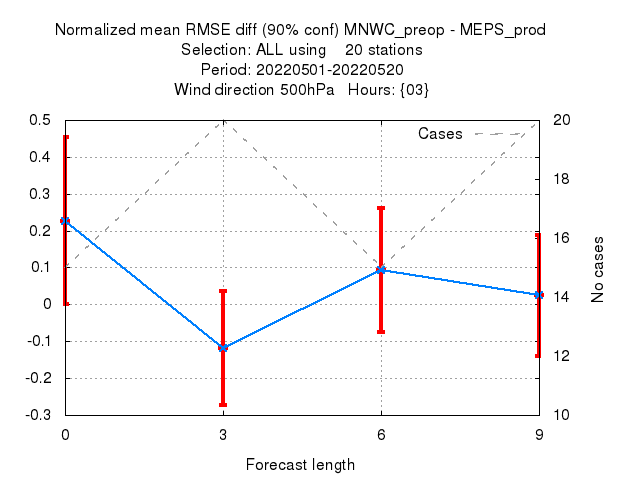 Normalized mean RMSE diff (90% conf) MNWC_preop - MEPS_prod
Selection: ALL using    20 stations
Period: 20220501-20220520
Wind direction 500hPa   Hours: {03}
Cases
0.5
0.4
0.3
0.2
0.1
0
-0.1
-0.2
-0.3
20
18
16
14
12
10
No cases
0
3
6
9
Forecast length